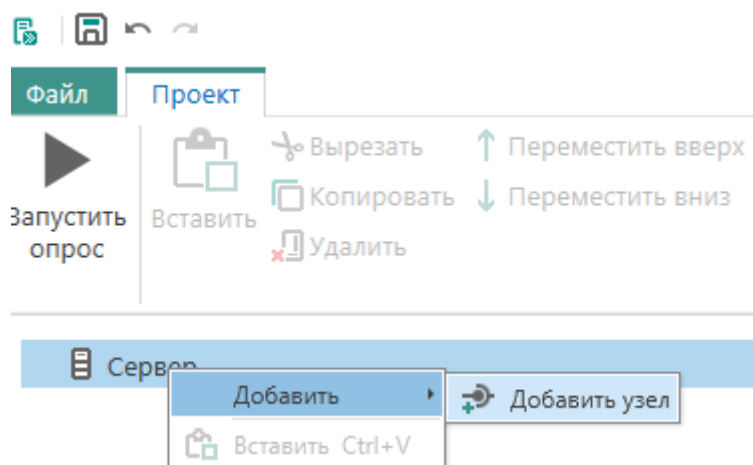 Файл Проект
Вырезать Переместить вверх
Копировать Переместить вниз
Запустить опрос Вставить
Удалить
Сервер
Добавить Добавить узел
Вставить Ctrl+V